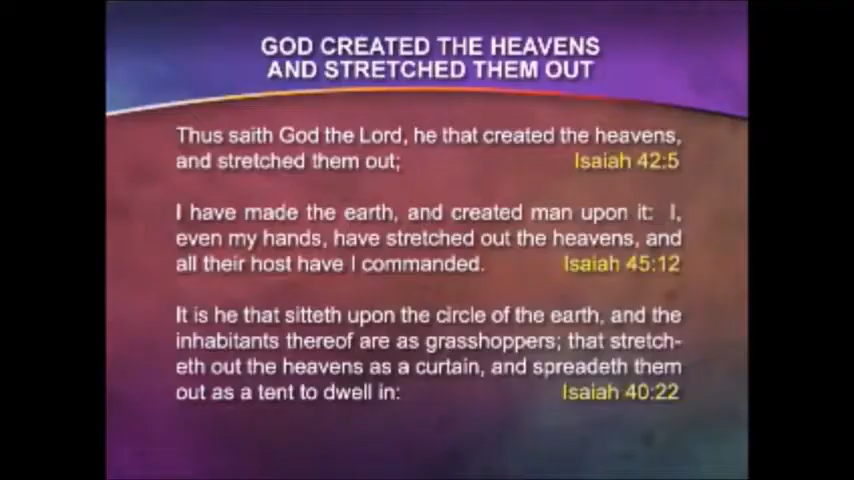 GOD CREATED THE HEAVENS
AND STRETCHED THEM OUT
Thus saith God the Lord, he that created the heavens,
and stretched them out; Isaiah 42:5
I have made the earth, and created man upon it: I,
even my hands, have stretched out the heavens, and
all their host have I commanded. Isaiah 45:12
It is he that sitteth upon the circle of the earth, and the
inhabitants thereof are as grasshoppers; that stretch-
eth out the heavens as a curtain, and spreadeth them
out as a tent to dwell in: Isaiah 40:22